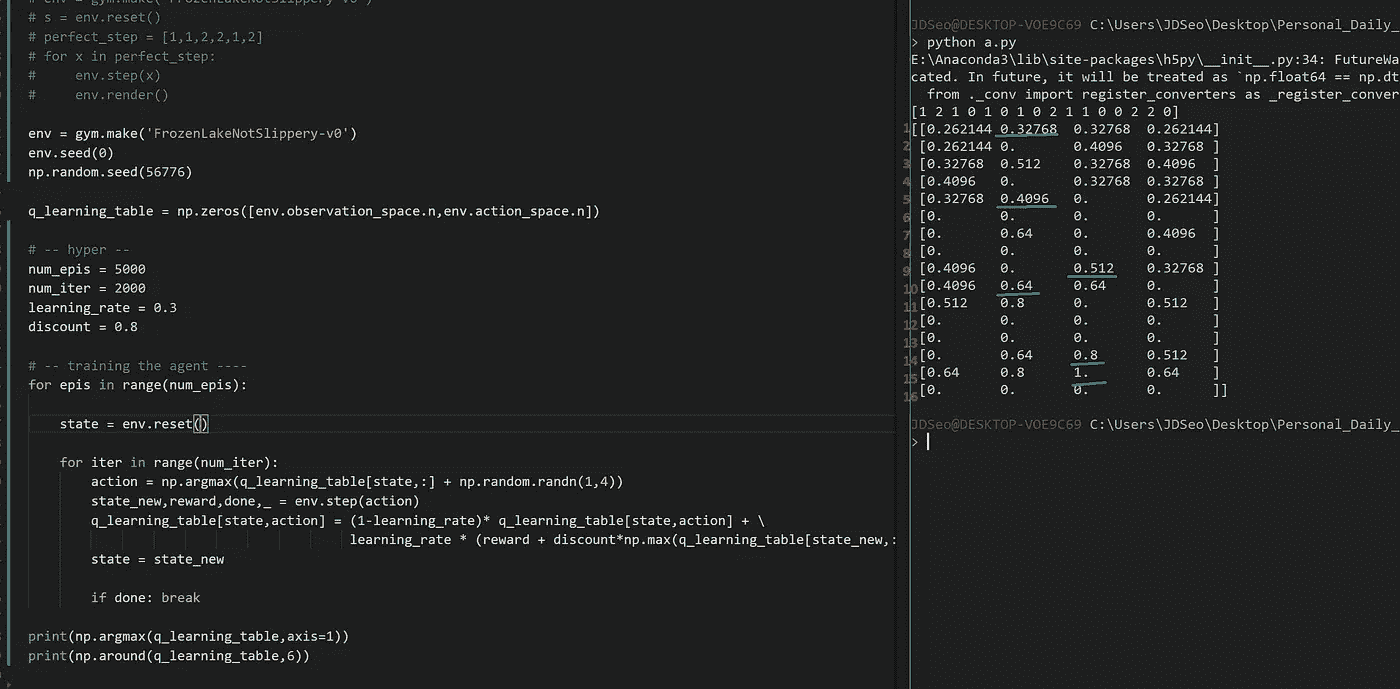 # env = gym.make('FrozenLakeNotSlippery-v0')
# s = env.reset()
# perfect_step = [1,1,2,2,1,2]
# for x in perfect_step:
#     env.step(x)
#     env.render()
env = gym.make('FrozenLakeNotSlippery-v0')
env.seed(0)
np.random.seed(56776)
q_learning_table = np.zeros([env.observation_space.n,env.action_space.n])
# -- hyper --
num_epis = 5000
num_iter = 2000
learning_rate = 0.3
discount = 0.8
# -- training the agent ----
for epis in range(num_epis):
    state = env.reset()
    for iter in range(num_iter):
        action = np.argmax(q_learning_table[state,:] + np.random.randn(1,4))
        state_new,reward,done,_ = env.step(action)
        q_learning_table[state,action] = (1-learning_rate)* q_learning_table[state,action] + \
                                         learning_rate * (reward + discount*np.max(q_learning_table[state_new,:
        state = state_new
        if done: break
print(np.argmax(q_learning_table,axis=1))
print(np.around(q_learning_table,6))
JDSeo@DESKTOP-VOE9C69 C:\Users\JDSeo\Desktop\Personal_Daily_
> python a.py
E:\Anaconda3\lib\site-packages\h5py\__init__.py:34: FutureWa
cated. In future, it will be treated as `np.float64 == np.dt
  from ._conv import register_converters as _register_conver
[1 2 1 0 1 0 1 0 2 1 1 0 0 2 2 0]
1 [[0.262144 0.32768  0.32768  0.262144]
2 [0.262144 0.       0.4096   0.32768 ]
3 [0.32768  0.512    0.32768  0.4096  ]
4 [0.4096   0.       0.32768  0.32768 ]
5 [0.32768  0.4096   0.       0.262144]
6 [0.       0.       0.       0.      ]
7 [0.       0.64     0.       0.4096  ]
8 [0.       0.       0.       0.      ]
9 [0.4096   0.       0.512    0.32768 ]
10 [0.4096   0.64     0.64     0.      ]
11 [0.512    0.8      0.       0.512   ]
12 [0.       0.       0.       0.      ]
13 [0.       0.       0.       0.      ]
14 [0.       0.64     0.8      0.512   ]
15 [0.64     0.8      1.       0.64    ]
16 [0.       0.       0.       0.      ]]
JDSeo@DESKTOP-VOE9C69 C:\Users\JDSeo\Desktop\Personal_Daily_
>